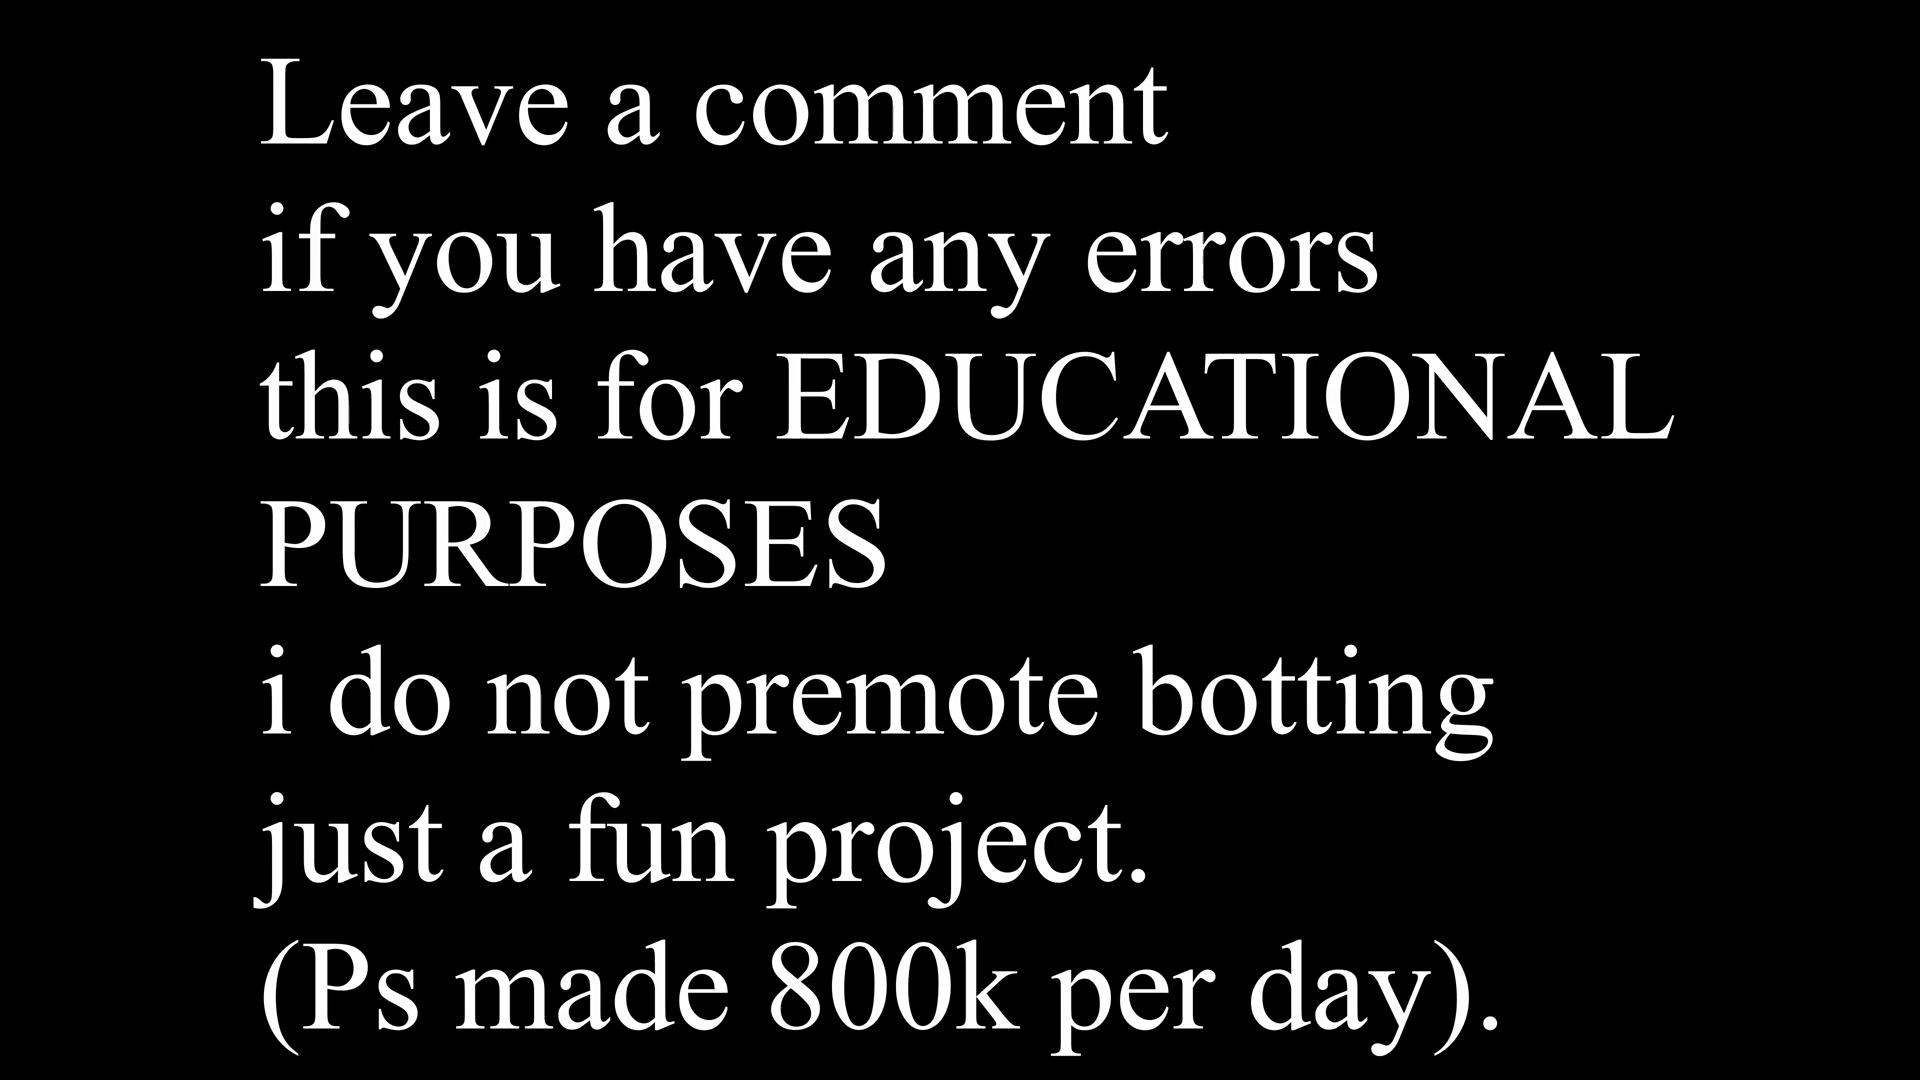 Leave a comment
if you have any errors
this is for EDUCATIONAL
PURPOSES
i do not premote botting
just a fun project.
(Ps made 800k per day).